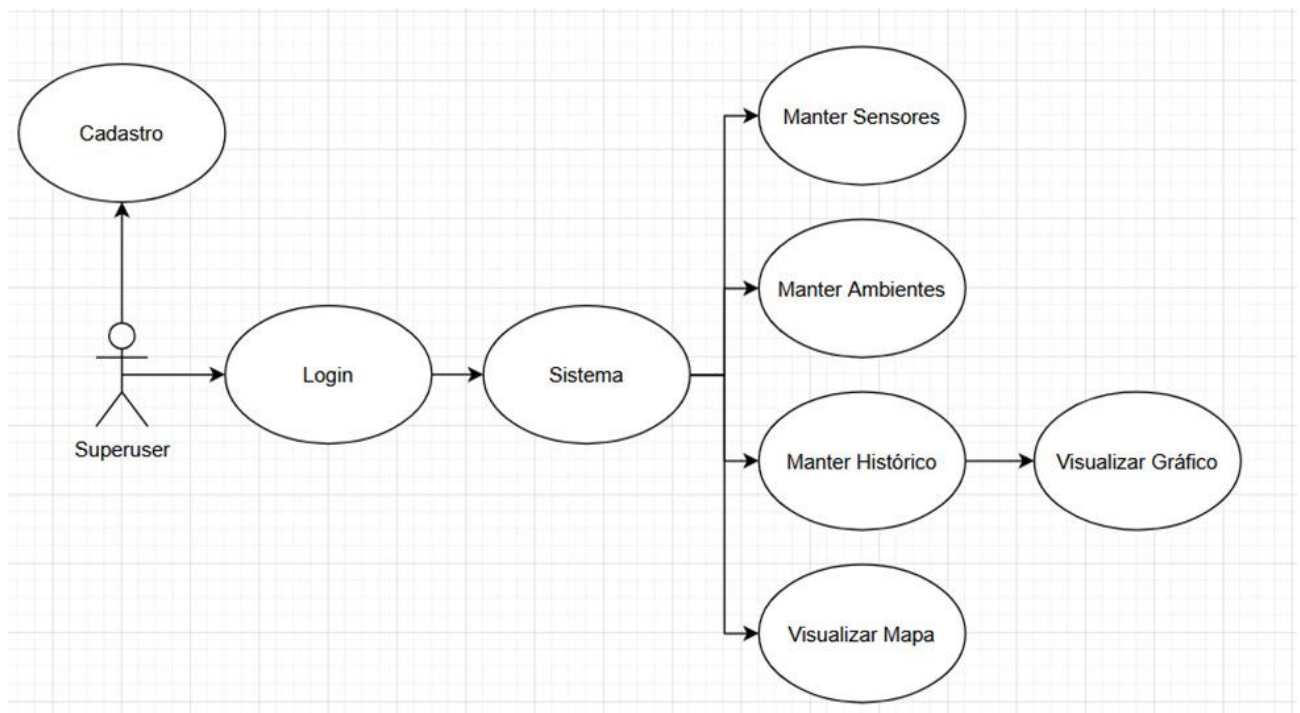 Cadastro
Superuser
Login
Sistema
Manter Sensores
Manter Ambientes
Manter Histórico
Visualizar Gráfico
Visualizar Mapa